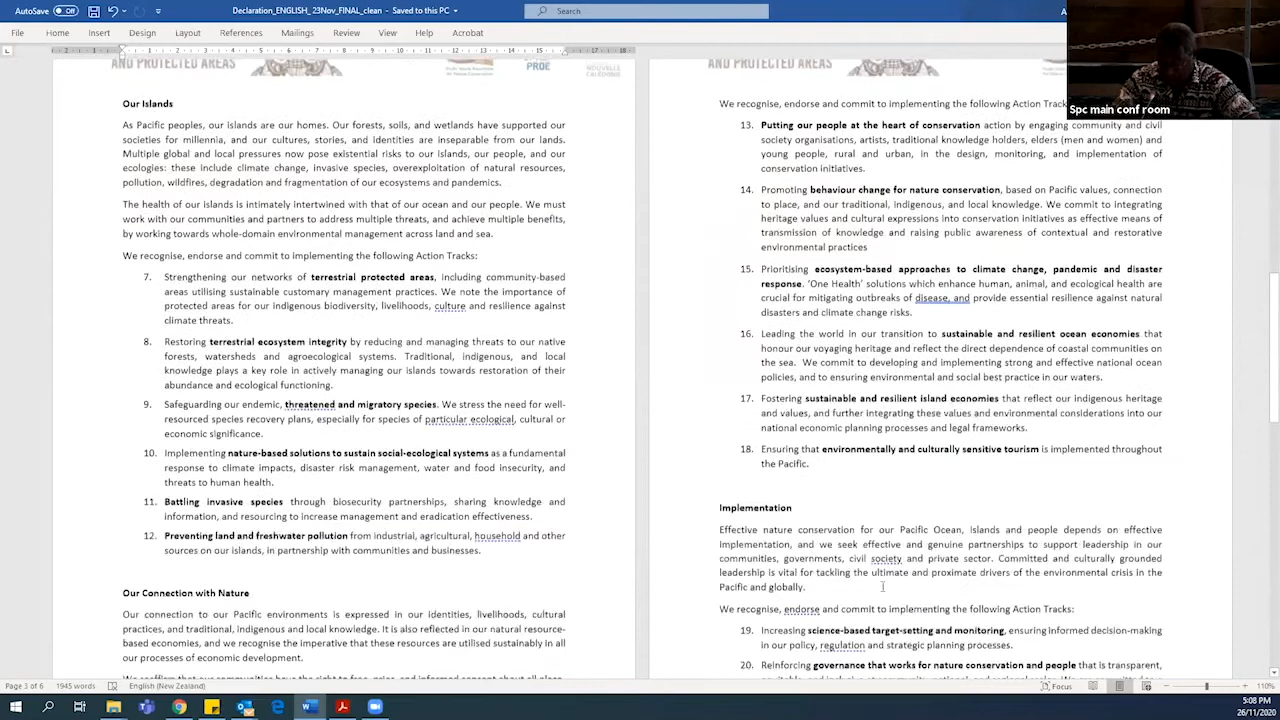 AutoSave Off
Declaration_ENGLISH_23Nov_FINAL_clean - Saved to this PC
Search
File Home Insert Draw Design Layout References Mailings Review View Help Acrobat
AND PROTECTED AREAS
PROE
Our Islands
As Pacific peoples, our islands are our homes. Our forests, soils, and wetlands have supported our
societies for millennia, and our cultures, stories, and identities are inseparable from our lands.
Multiple global and local pressures now pose existential risks to our Islands, our people, and our
ecologies: these include climate change, invasive species, overexploitation of natural resources,
pollution, wildfires, degradation and fragmentation of our ecosystems and pandemics.
The health of our islands is intimately intertwined with that of our ocean and our people. We must
work with our communities and partners to address multiple threats, and achieve multiple benefits,
by working towards whole-domain environmental management across land and sea.
We recognise, endorse and commit to implementing the following Action Tracks:
7. Strengthening our networks of terrestrial protected areas, including community-based
areas utilising sustainable customary management practices. We note the importance of
protected areas for our indigenous biodiversity, livelihoods, culture and resilience against
climate threats.
8. Restoring terrestrial ecosystem integrity by reducing and managing threats to our native
forests, watersheds and agroecological systems. Traditional, indigenous, and local
knowledge plays a key role in actively managing our islands towards restoration of their
abundance and ecological functioning.
9. Safeguarding our endemic, threatened and migratory species. We stress the need for well-
resourced species recovery plans, especially for species of particular ecological, cultural or
economic significance.
10. Implementing nature-based solutions to sustain social-ecological systems as a fundamental
response to climate impacts, disaster risk management, water and food insecurity, and
threats to human health.
11. Battling invasive species through biosecurity partnerships, sharing knowledge and
information, and resourcing to increase management and eradication effectiveness.
12. Preventing land and freshwater pollution from industrial, agricultural, household and other
sources on our islands, in partnership with communities and businesses.
Our Connection with Nature
Our connection to our Pacific environments is expressed in our identities, livelihoods, cultural
practices, and traditional, indigenous and local knowledge. It is also reflected in our natural resource-
based economies, and we recognise the imperative that these resources are utilised sustainably in all
our processes of economic development.
AND PROTECTED AREAS
We recognise, endorse and commit to implementing the following Action Track
13. Putting our people at the heart of conservation action by engaging community and civil
society organisations, artists, traditional knowledge holders, elders (men and women) and
young people, rural and urban, in the design, monitoring, and implementation of
conservation initiatives.
14. Promoting behaviour change for nature conservation, based on Pacific values, connection
to place, and our traditional, Indigenous, and local knowledge. We commit to integrating
heritage values and cultural expressions into conservation initiatives as effective means of
transmission of knowledge and raising public awareness of contextual and restorative
environmental practices
15. Prioritising ecosystem-based approaches to climate change, pandemic and disaster
response. 'One Health' solutions which enhance human, animal, and ecological health are
crucial for mitigating outbreaks of disease, and provide essential resilience against natural
disasters and climate change risks.
16. Leading the world in our transition to sustainable and resilient ocean economies that
honour our voyaging heritage and reflect the direct dependence of coastal communities on
the sea. We commit to developing and implementing strong and effective national ocean
policies, and to ensuring environmental and social best practice in our waters.
17. Fostering sustainable and resilient island economies that reflect our indigenous heritage
and values, and further integrating these values and environmental considerations into our
national economic planning processes and legal frameworks.
18. Ensuring that environmentally and culturally sensitive tourism is implemented throughout
the Pacific.
Implementation
Effective nature conservation for our Pacific Ocean, Islands and people depends on effective
Implementation, and we seek effective and genuine partnerships to support leadership in our
communities, governments, civil society and private sector. Committed and culturally grounded
leadership is vital for tackling the ultimate and proximate drivers of the environmental crisis in the
Pacific and globally.
We recognise, endorse and commit to implementing the following Action Tracks:
19. Increasing science-based target-setting and monitoring, ensuring informed decision-making
in our policy, regulation and strategic planning processes.
20. Reinforcing governance that works for nature conservation and people that is transparent,
Spc main conf room
Page 3 of 6 1945 words English (New Zealand) Focus 110%
5:08 PM
26/11/2020